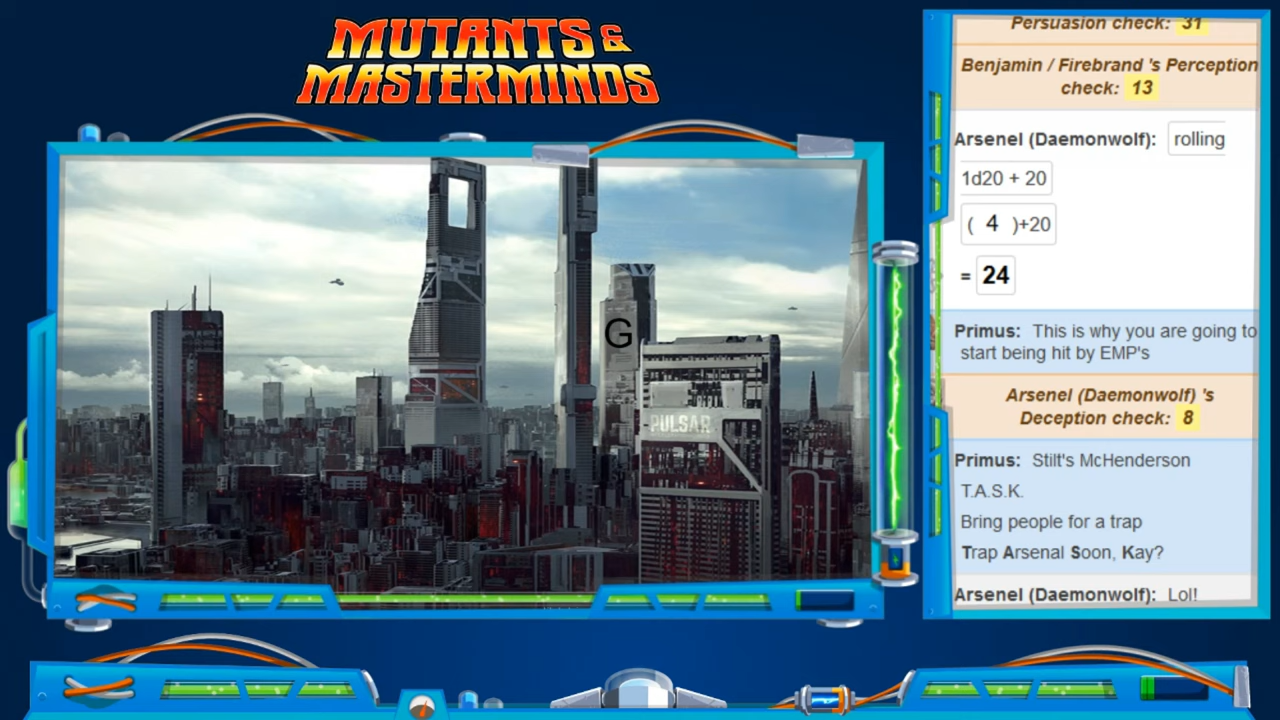 MUTANTS &
MASTERMINDS
G
PULSAR
Persuasion check: 31
Benjamin / Firebrand 's Perception
check: 13
Arsenel (Daemonwolf): rolling
1d20 + 20
( 4 )+20
= 24
Primus: This is why you are going to
start being hit by EMP's
Arsenel (Daemonwolf) 's
Deception check: 8
Primus: Stilt's McHenderson
T.A.S.K.
Bring people for a trap
Trap Arsenal Soon, Kay?
Arsenel (Daemonwolf): Lol!